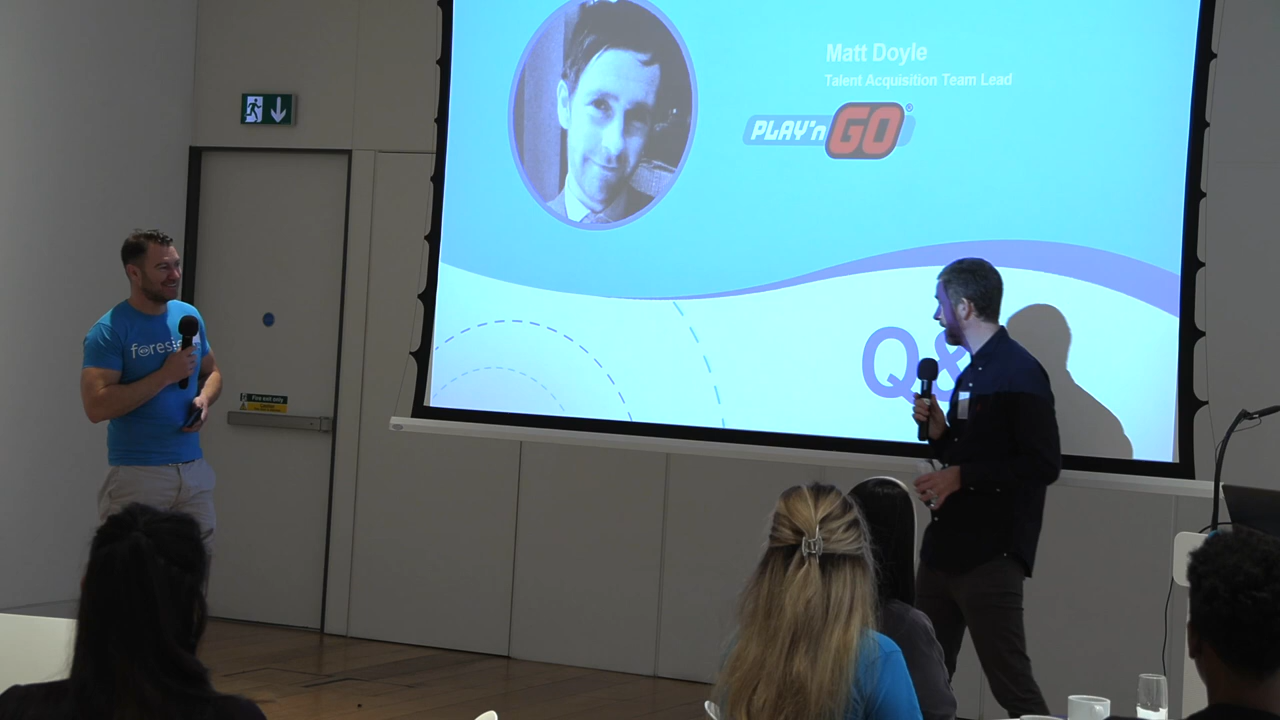 Matt Doyle
Talent Acquisition Team Lead
PLAY'n GO®
Q&
Fire exit only